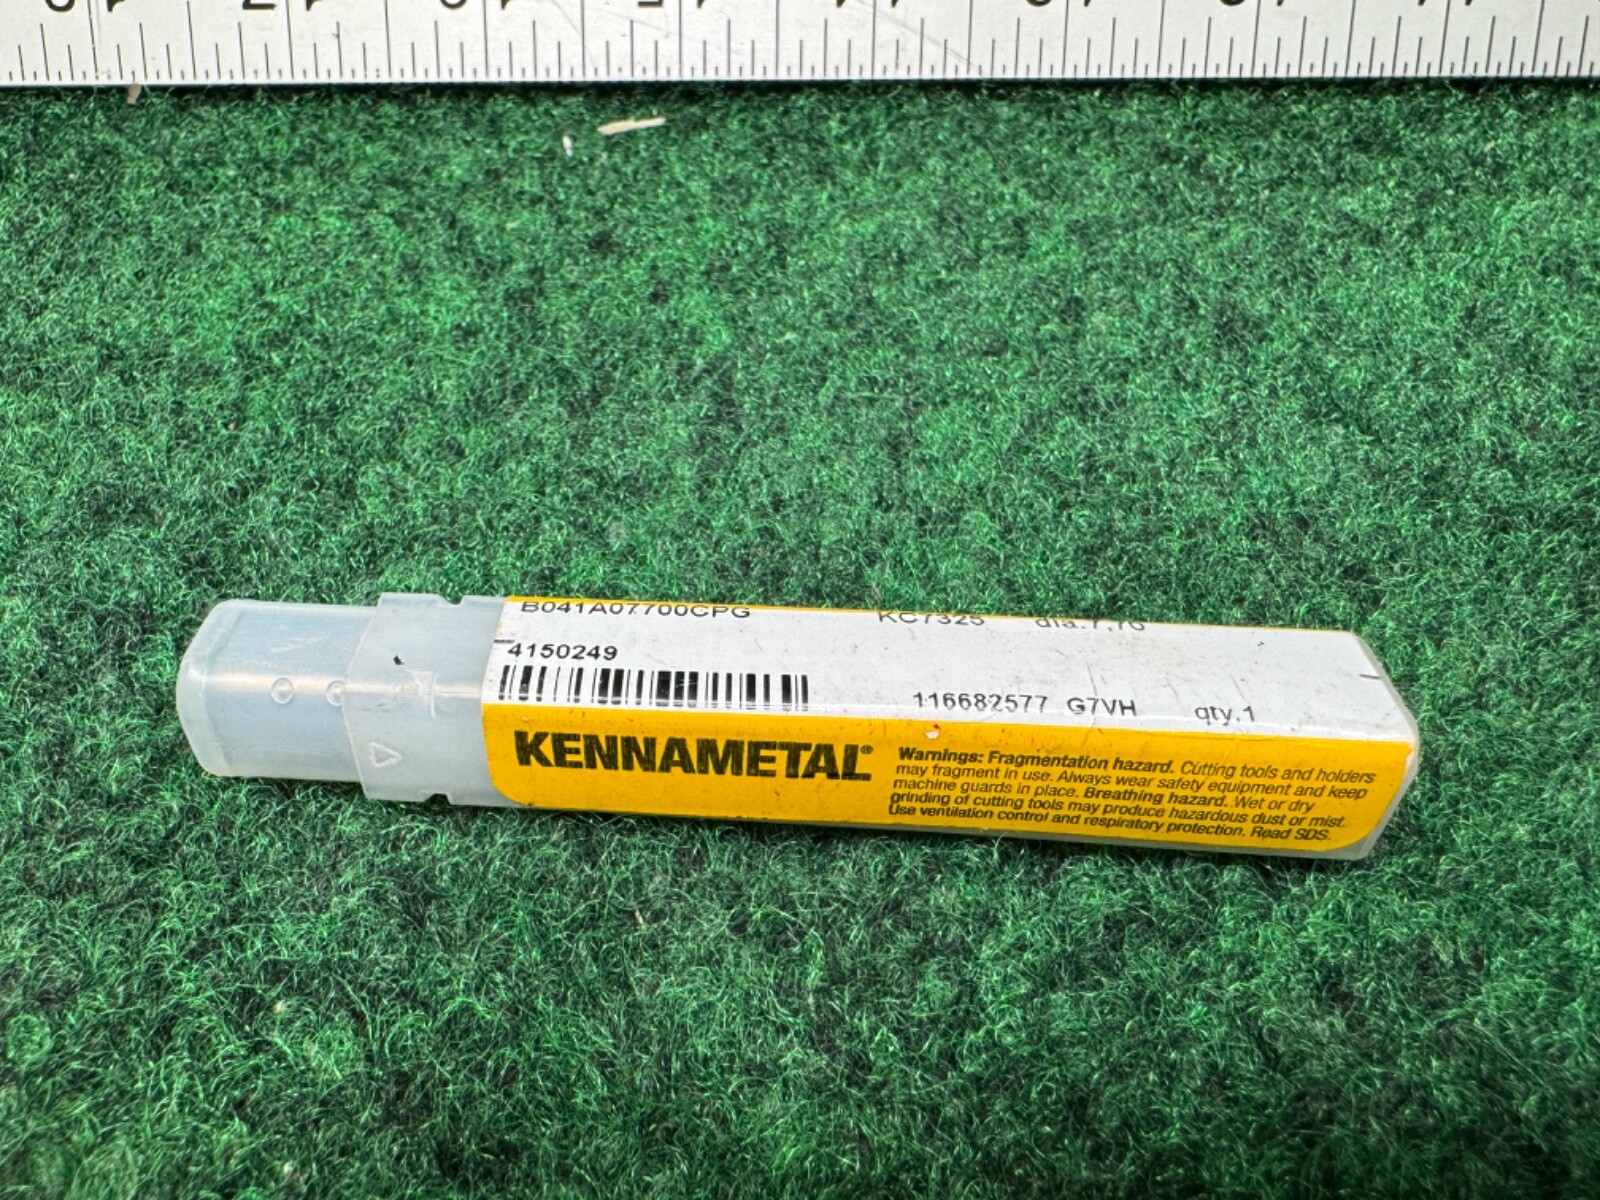 B041A07700CPG KC7325 dia.7,70
4150249
116682577 G7VH qty.1
KENNAMETAL®
Warnings: Fragmentation hazard. Cutting tools and holders
may fragment in use. Always wear safety equipment and keep
machine guards in place. Breathing hazard. Wet or dry
grinding of cutting tools may produce hazardous dust or mist.
Use ventilation control and respiratory protection. Read SDS.